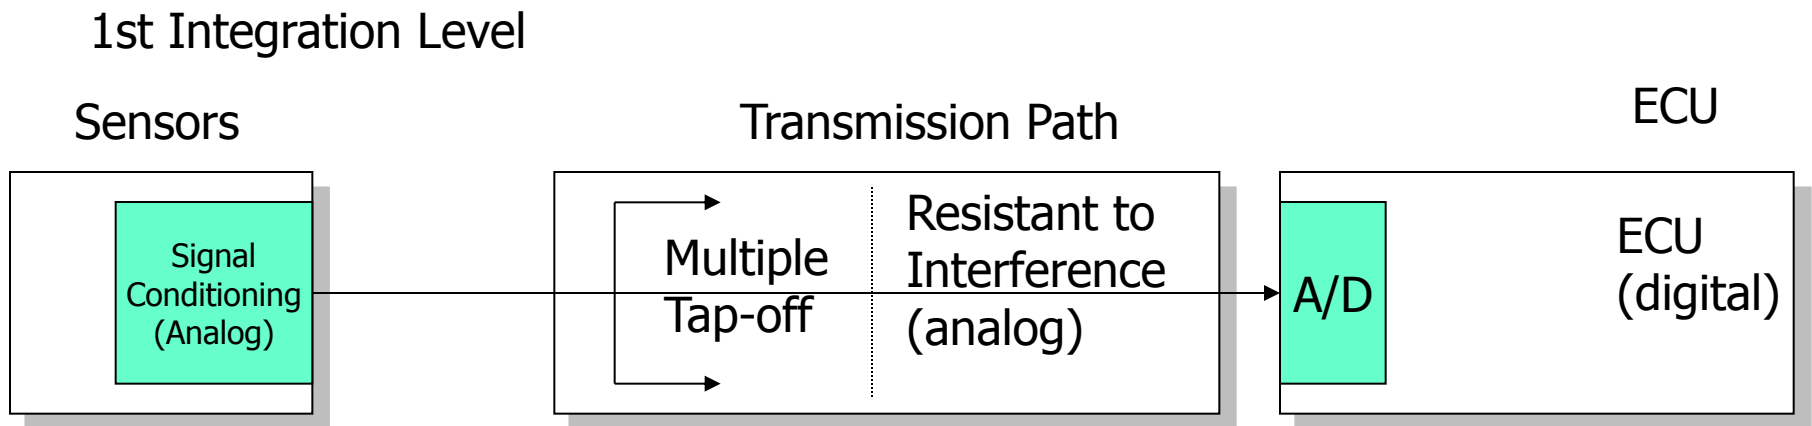 1st Integration Level
Sensors
Transmission Path
ECU
Signal
Conditioning
(Analog)
Multiple
Tap-off
Resistant to
Interference
(analog)
A/D
ECU
(digital)